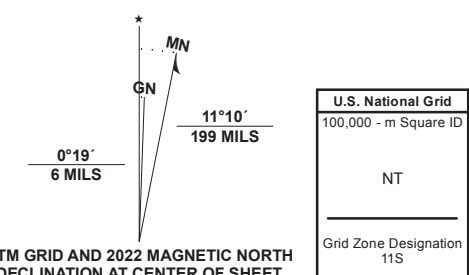 ★
MN
GN
11°10´
199 MILS
0°19´
6 MILS
TM GRID AND 2022 MAGNETIC NORTH
DECLINATION AT CENTER OF SHEET
U.S. National Grid
100,000 - m Square ID
NT
Grid Zone Designation
11S